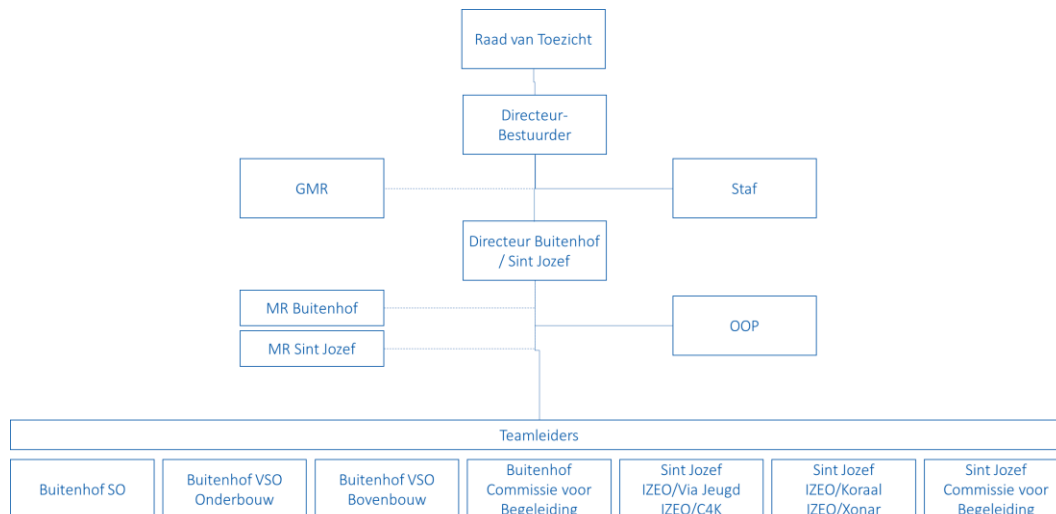 Raad van Toezicht
Directeur-
Bestuurder
GMR
Staf
Directeur Buitenhof
/ Sint Jozef
MR Buitenhof
OOP
MR Sint Jozef
Teamleiders
Buitenhof SO
Buitenhof VSO
Onderbouw
Buitenhof VSO
Bovenbouw
Buitenhof
Commissie voor
Begeleiding
Sint Jozef
IZEO/Via Jeugd
IZEO/C4K
Sint Jozef
IZEO/Koraal
IZEO/Xonar
Sint Jozef
Commissie voor
Begeleiding